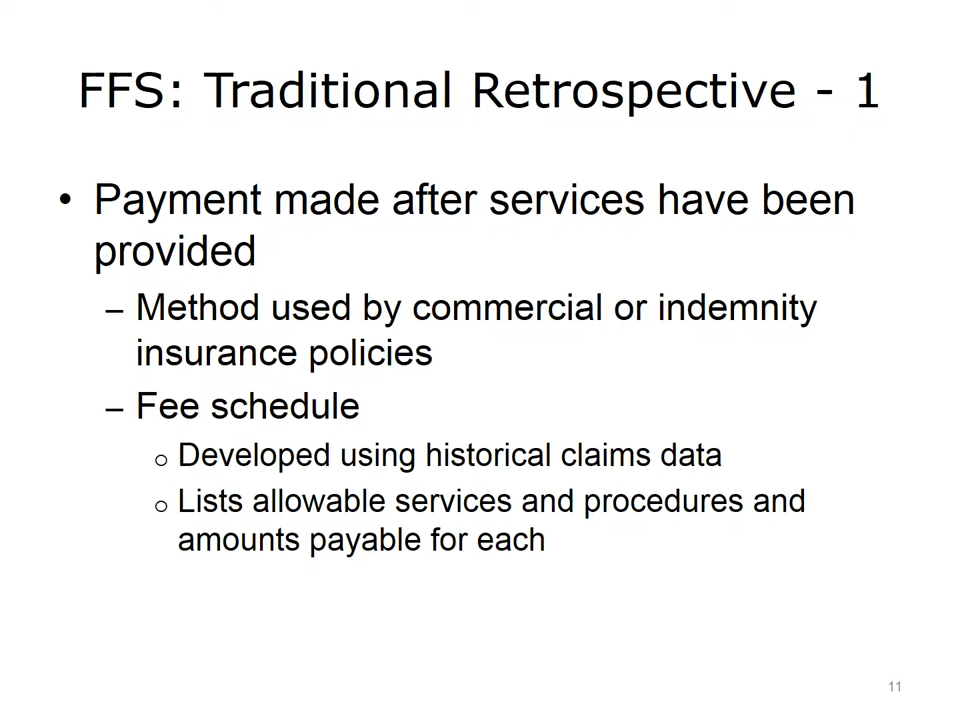 FFS: Traditional Retrospective - 1
• Payment made after services have been
provided
– Method used by commercial or indemnity
insurance policies
– Fee schedule
o Developed using historical claims data
o Lists allowable services and procedures and
amounts payable for each
11